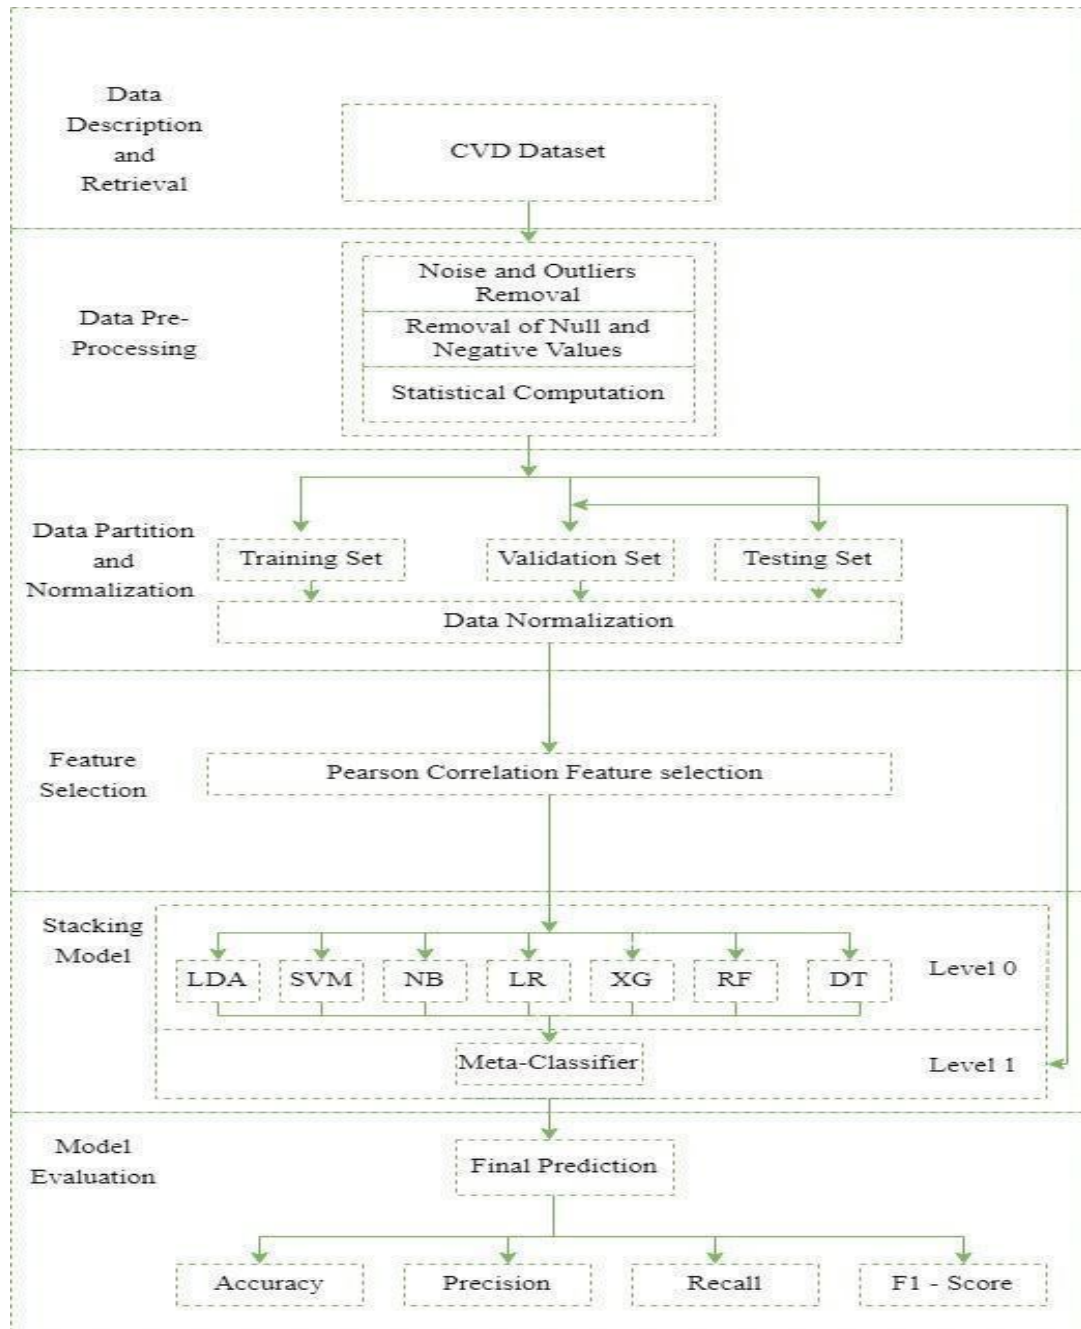 Data
Description
and
Retrieval
CVD Dataset
Data Pre-
Processing
Noise and Outliers
Removal
Removal of Null and
Negative Values
Statistical Computation
Data Partition
and
Normalization
Training Set
Validation Set
Testing Set
Data Normalization
Feature
Selection
Pearson Correlation Feature selection
Stacking
Model
LDA
SVM
NB
LR
XG
RF
DT
Level 0
Meta-Classifier
Level 1
Model
Evaluation
Final Prediction
Accuracy
Precision
Recall
F1 - Score